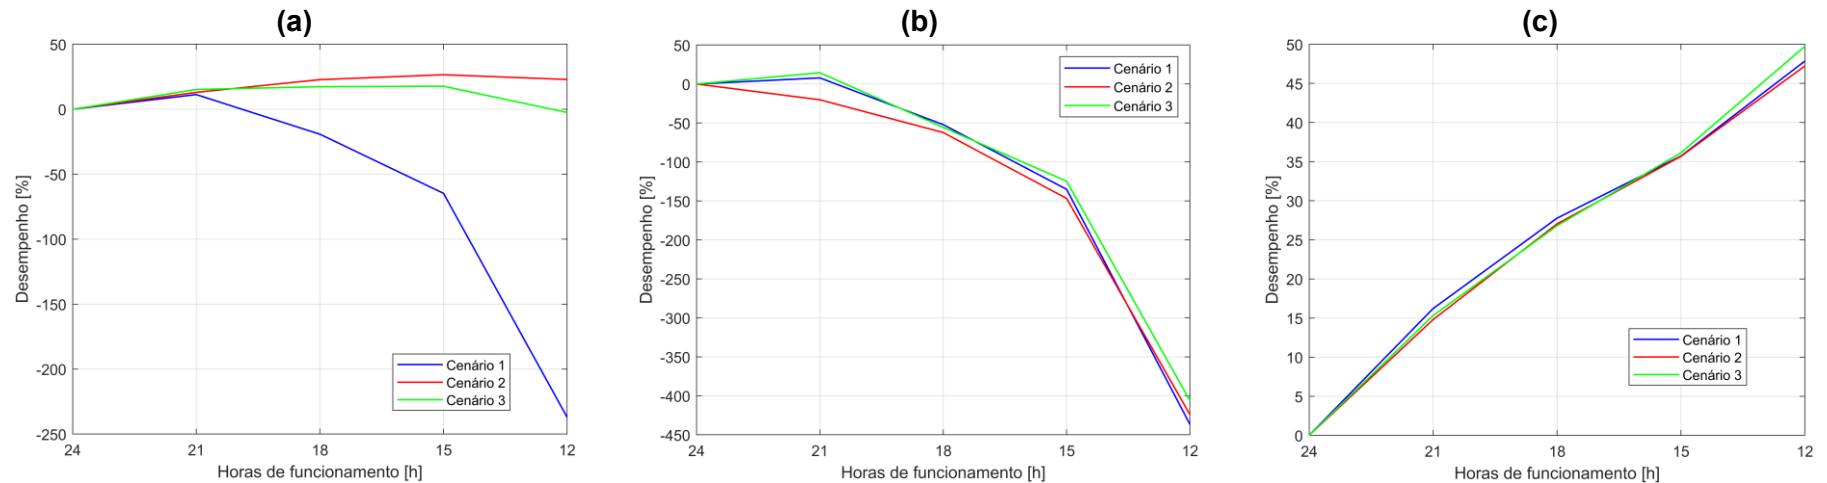 (a)
50
0
-50
-100
-150
-200
-250
Desempenho [%]
24 21 18 15 12
Horas de funcionamento [h]
Cenário 1
Cenário 2
Cenário 3
(b)
50
0
-50
-100
-150
-200
-250
-300
-350
-400
-450
Desempenho [%]
24 21 18 15 12
Horas de funcionamento [h]
Cenário 1
Cenário 2
Cenário 3
(c)
50
45
40
35
30
25
20
15
10
5
0
Desempenho [%]
24 21 18 15 12
Horas de funcionamento [h]
Cenário 1
Cenário 2
Cenário 3